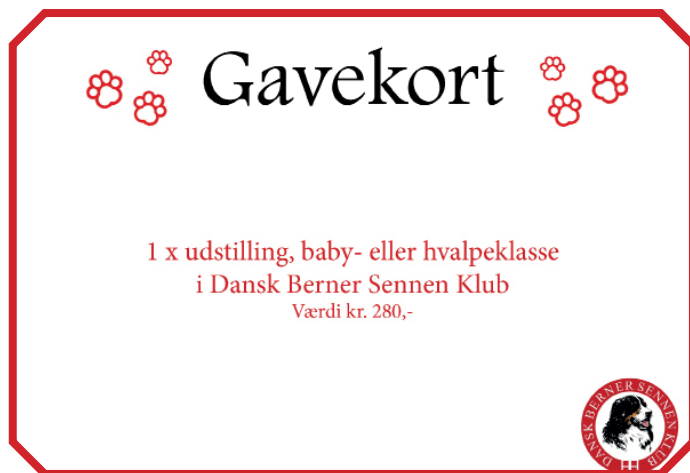 Gavekort
1 x udstilling, baby- eller hvalpeklasse
i Dansk Berner Sennen Klub
Værdi kr. 280,-
DANSK BERNER SENNEN KLUB